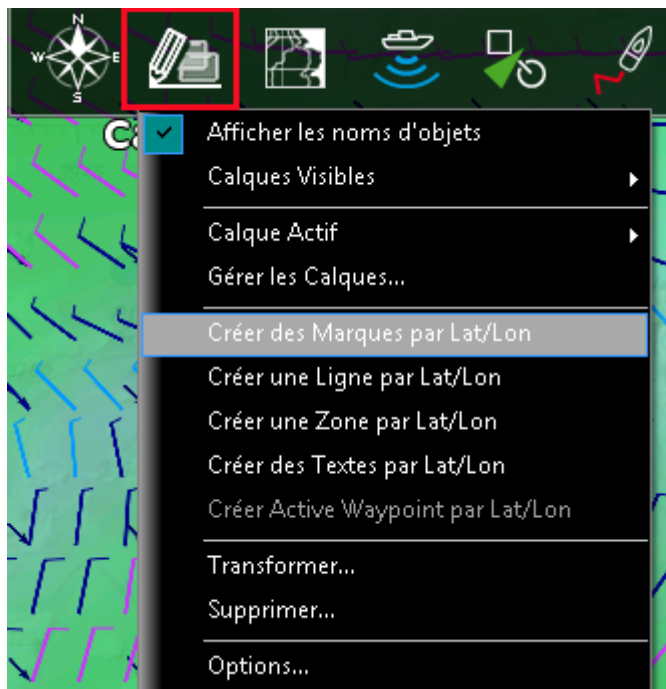 N
W E
S
Ca
Afficher les noms d'objets
Calques Visibles
Calque Actif
Gérer les Calques...
Créer des Marques par Lat/Lon
Créer une Ligne par Lat/Lon
Créer une Zone par Lat/Lon
Créer des Textes par Lat/Lon
Créer Active Waypoint par Lat/Lon
Transformer...
Supprimer...
Options...